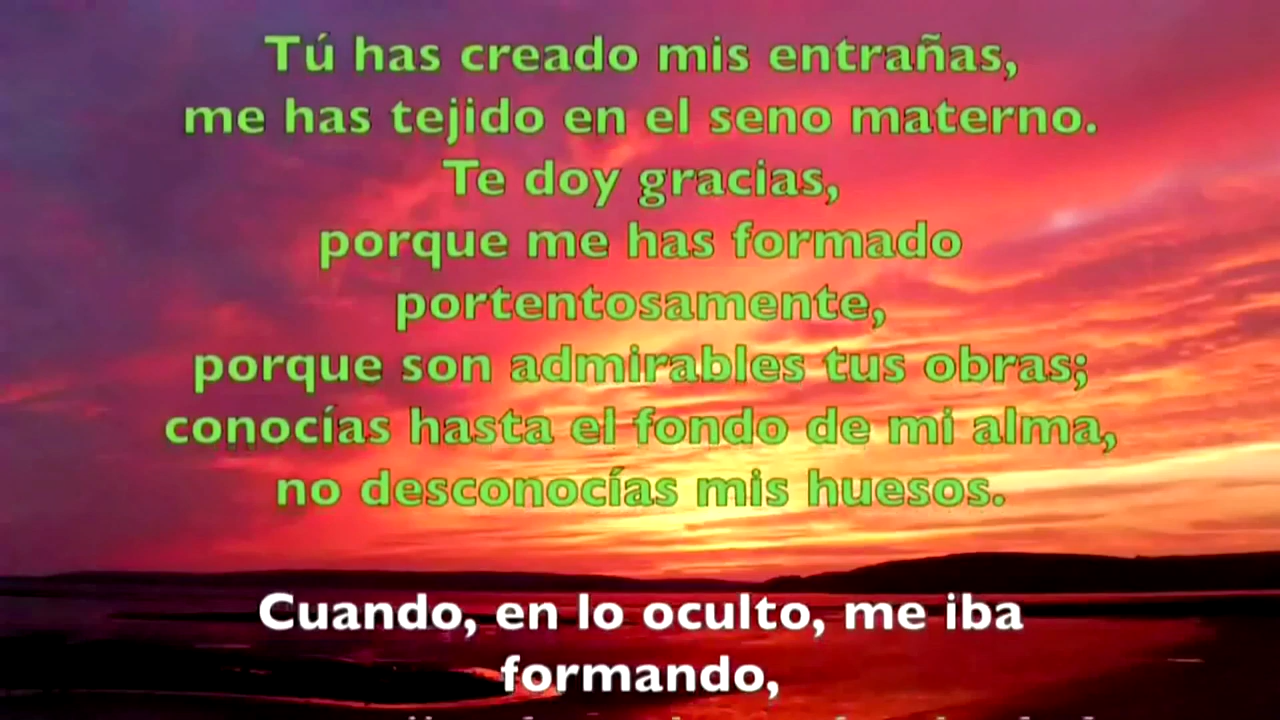 Tú has creado mis entrañas,
me has tejido en el seno materno.
Te doy gracias,
porque me has formado
portentosamente,
porque son admirables tus obras;
conocías hasta el fondo de mi alma,
no desconocías mis huesos.
Cuando, en lo oculto, me iba
formando,